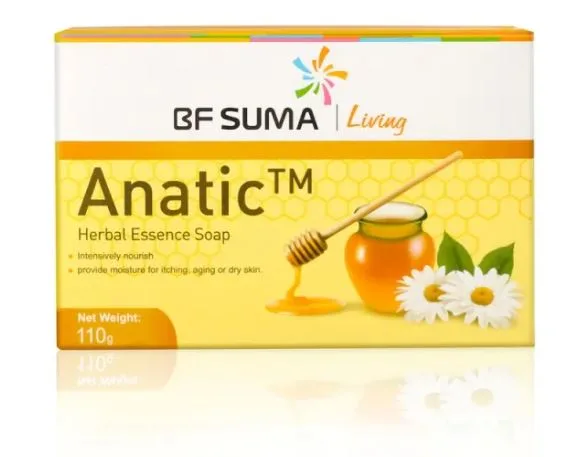 BF SUMA | Living
Anatic™
Herbal Essence Soap
• Intensively nourish
• provide moisture for itching, aging or dry skin.
Net Weight:
110g